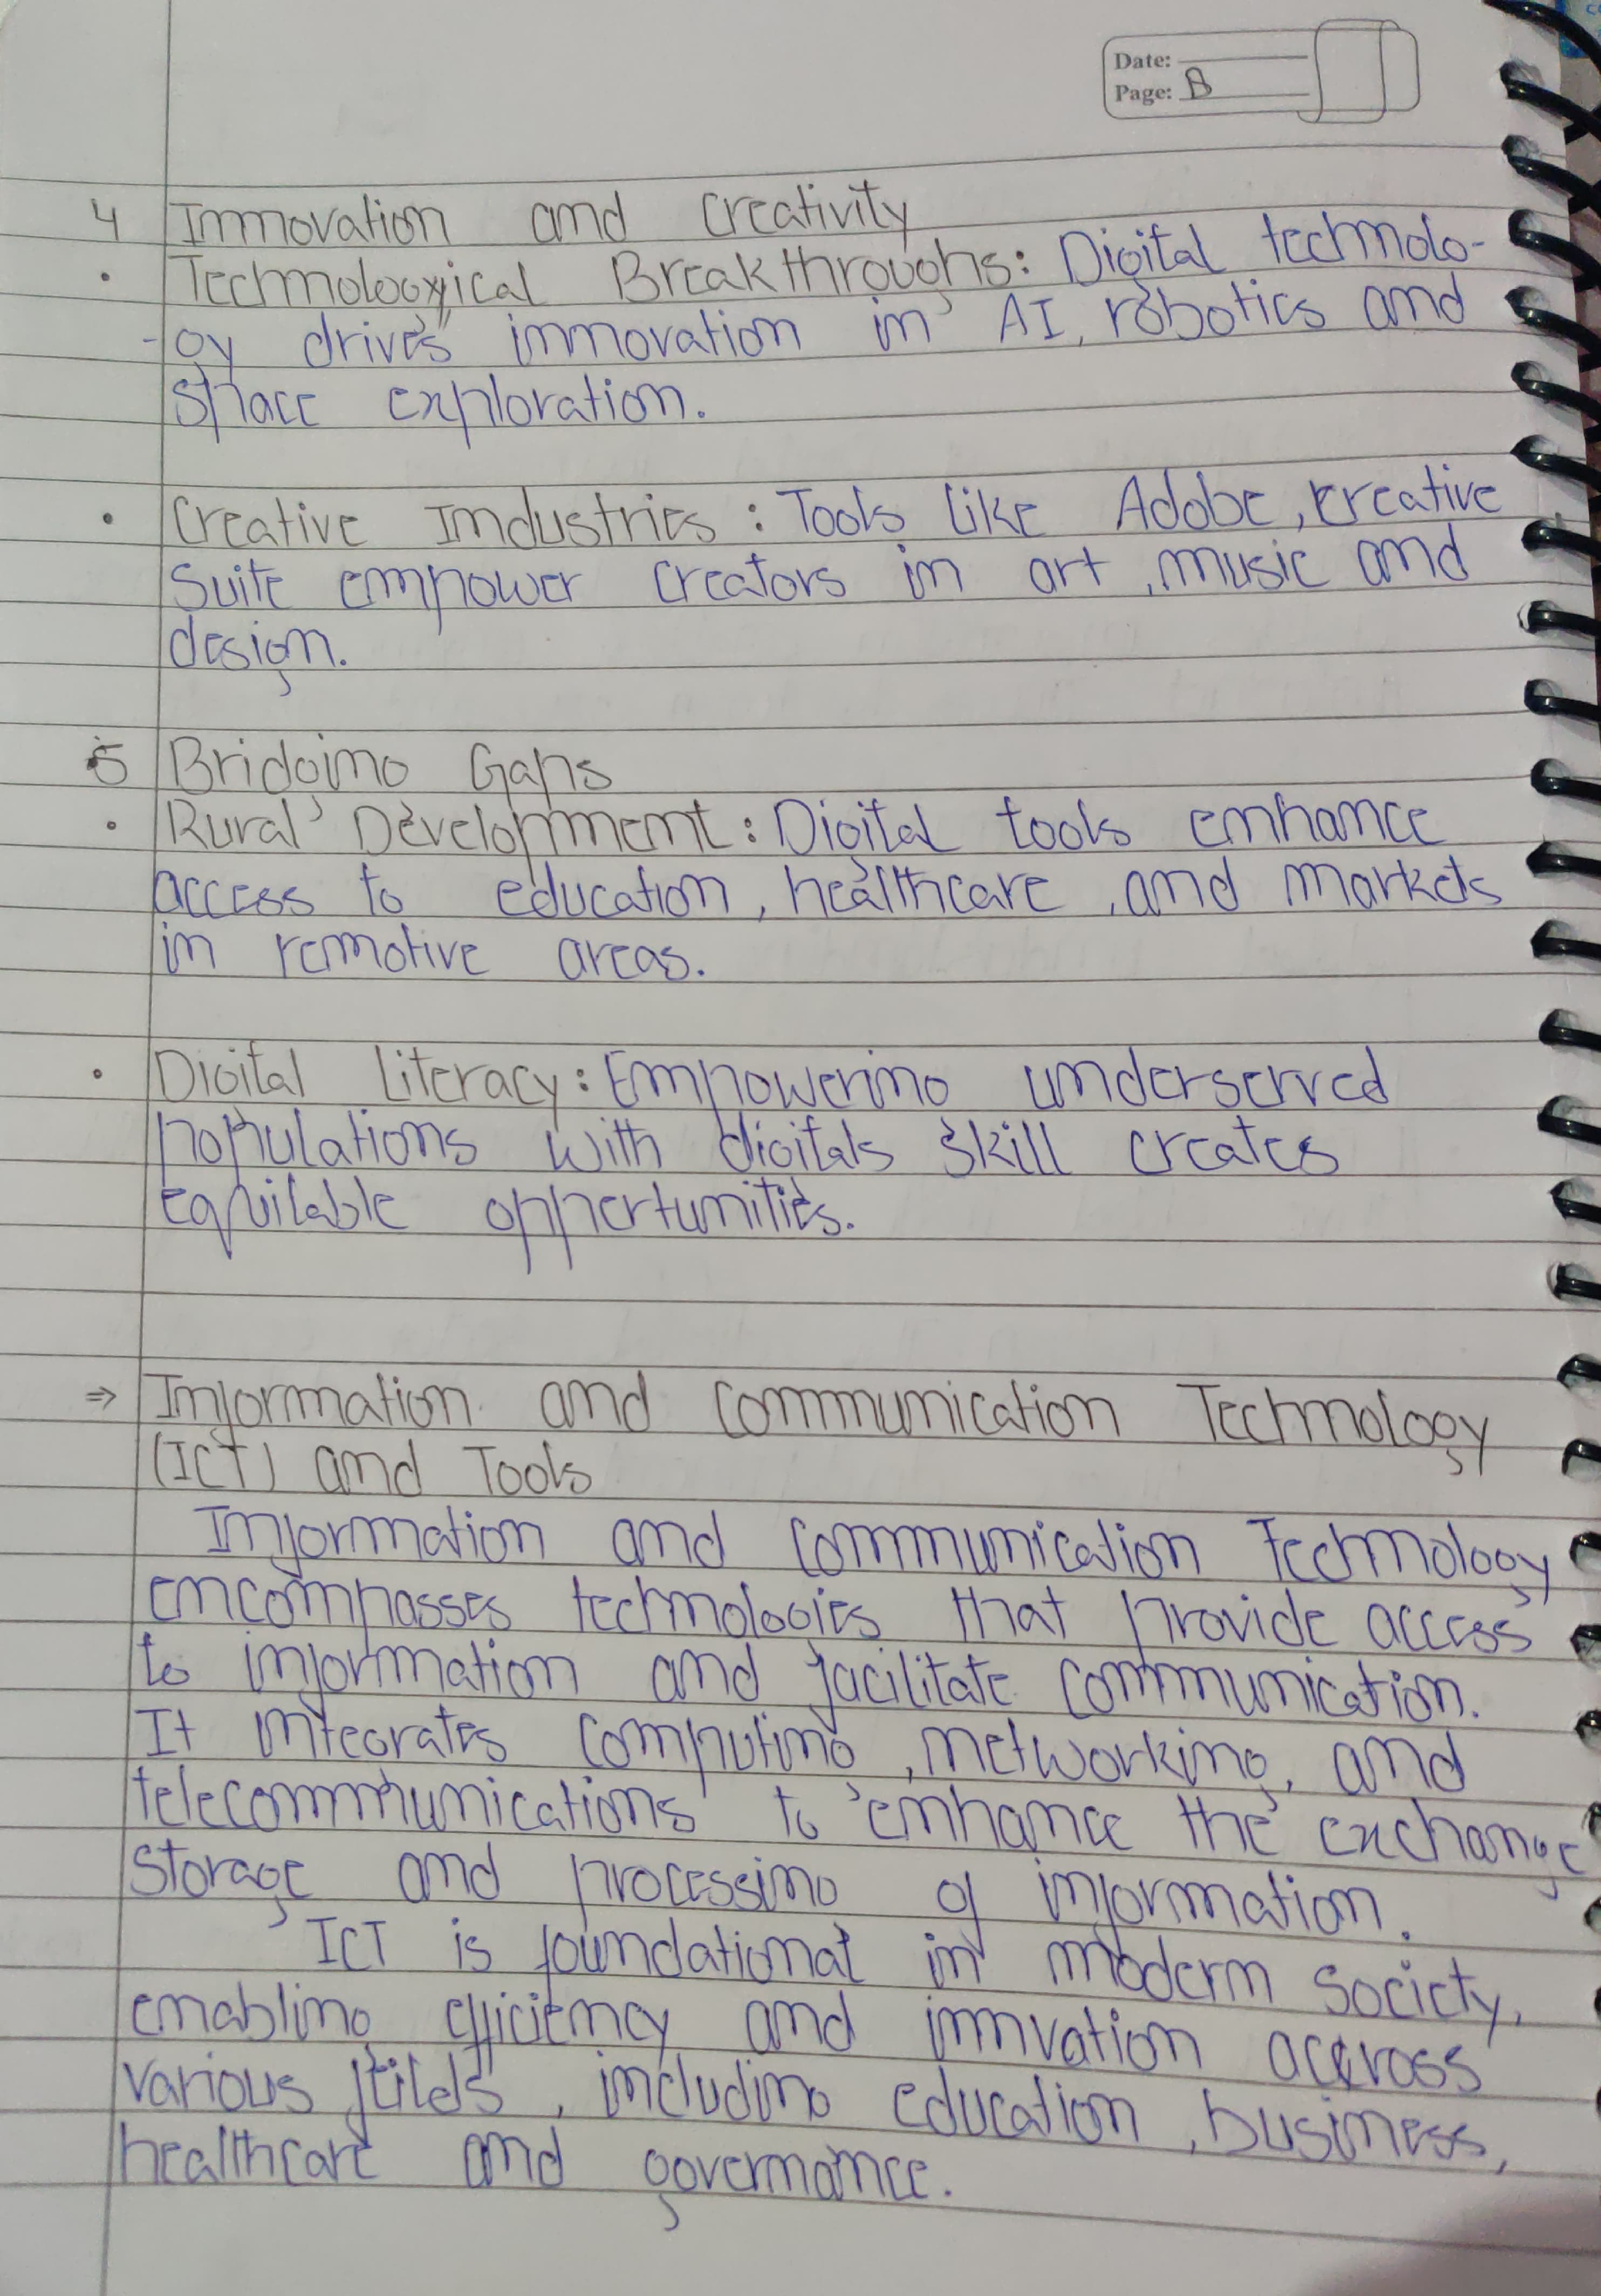 Date:
Page: B
4 Innovation and Creativity
• Technological Breakthroughs: Digital technolo-
-gy drives innovation in AI, robotics and
space exploration.
• Creative Industries : Tools like Adobe, creative
suite empower creators in art, music and
design.
5 Bridging Gaps
• Rural Development : Digital tools enhance
access to education, healthcare, and markets
in remotive areas.
• Digital Literacy : Empowering underserved
populations with digitals skill creates
equilable oppertunities.
⇒ Information and Communication Technology
(ICT) and Tools
Information and Communication Technology
encompasses technologies that provide access
to information and facilitate communication.
It integrates computing, networking, and
telecommunications to enhance the exchange
storage and processing of information.
ICT is foundational in modern society,
enabling efficiency and innvation accross
various feilds, including education, business,
healthcare and governance.